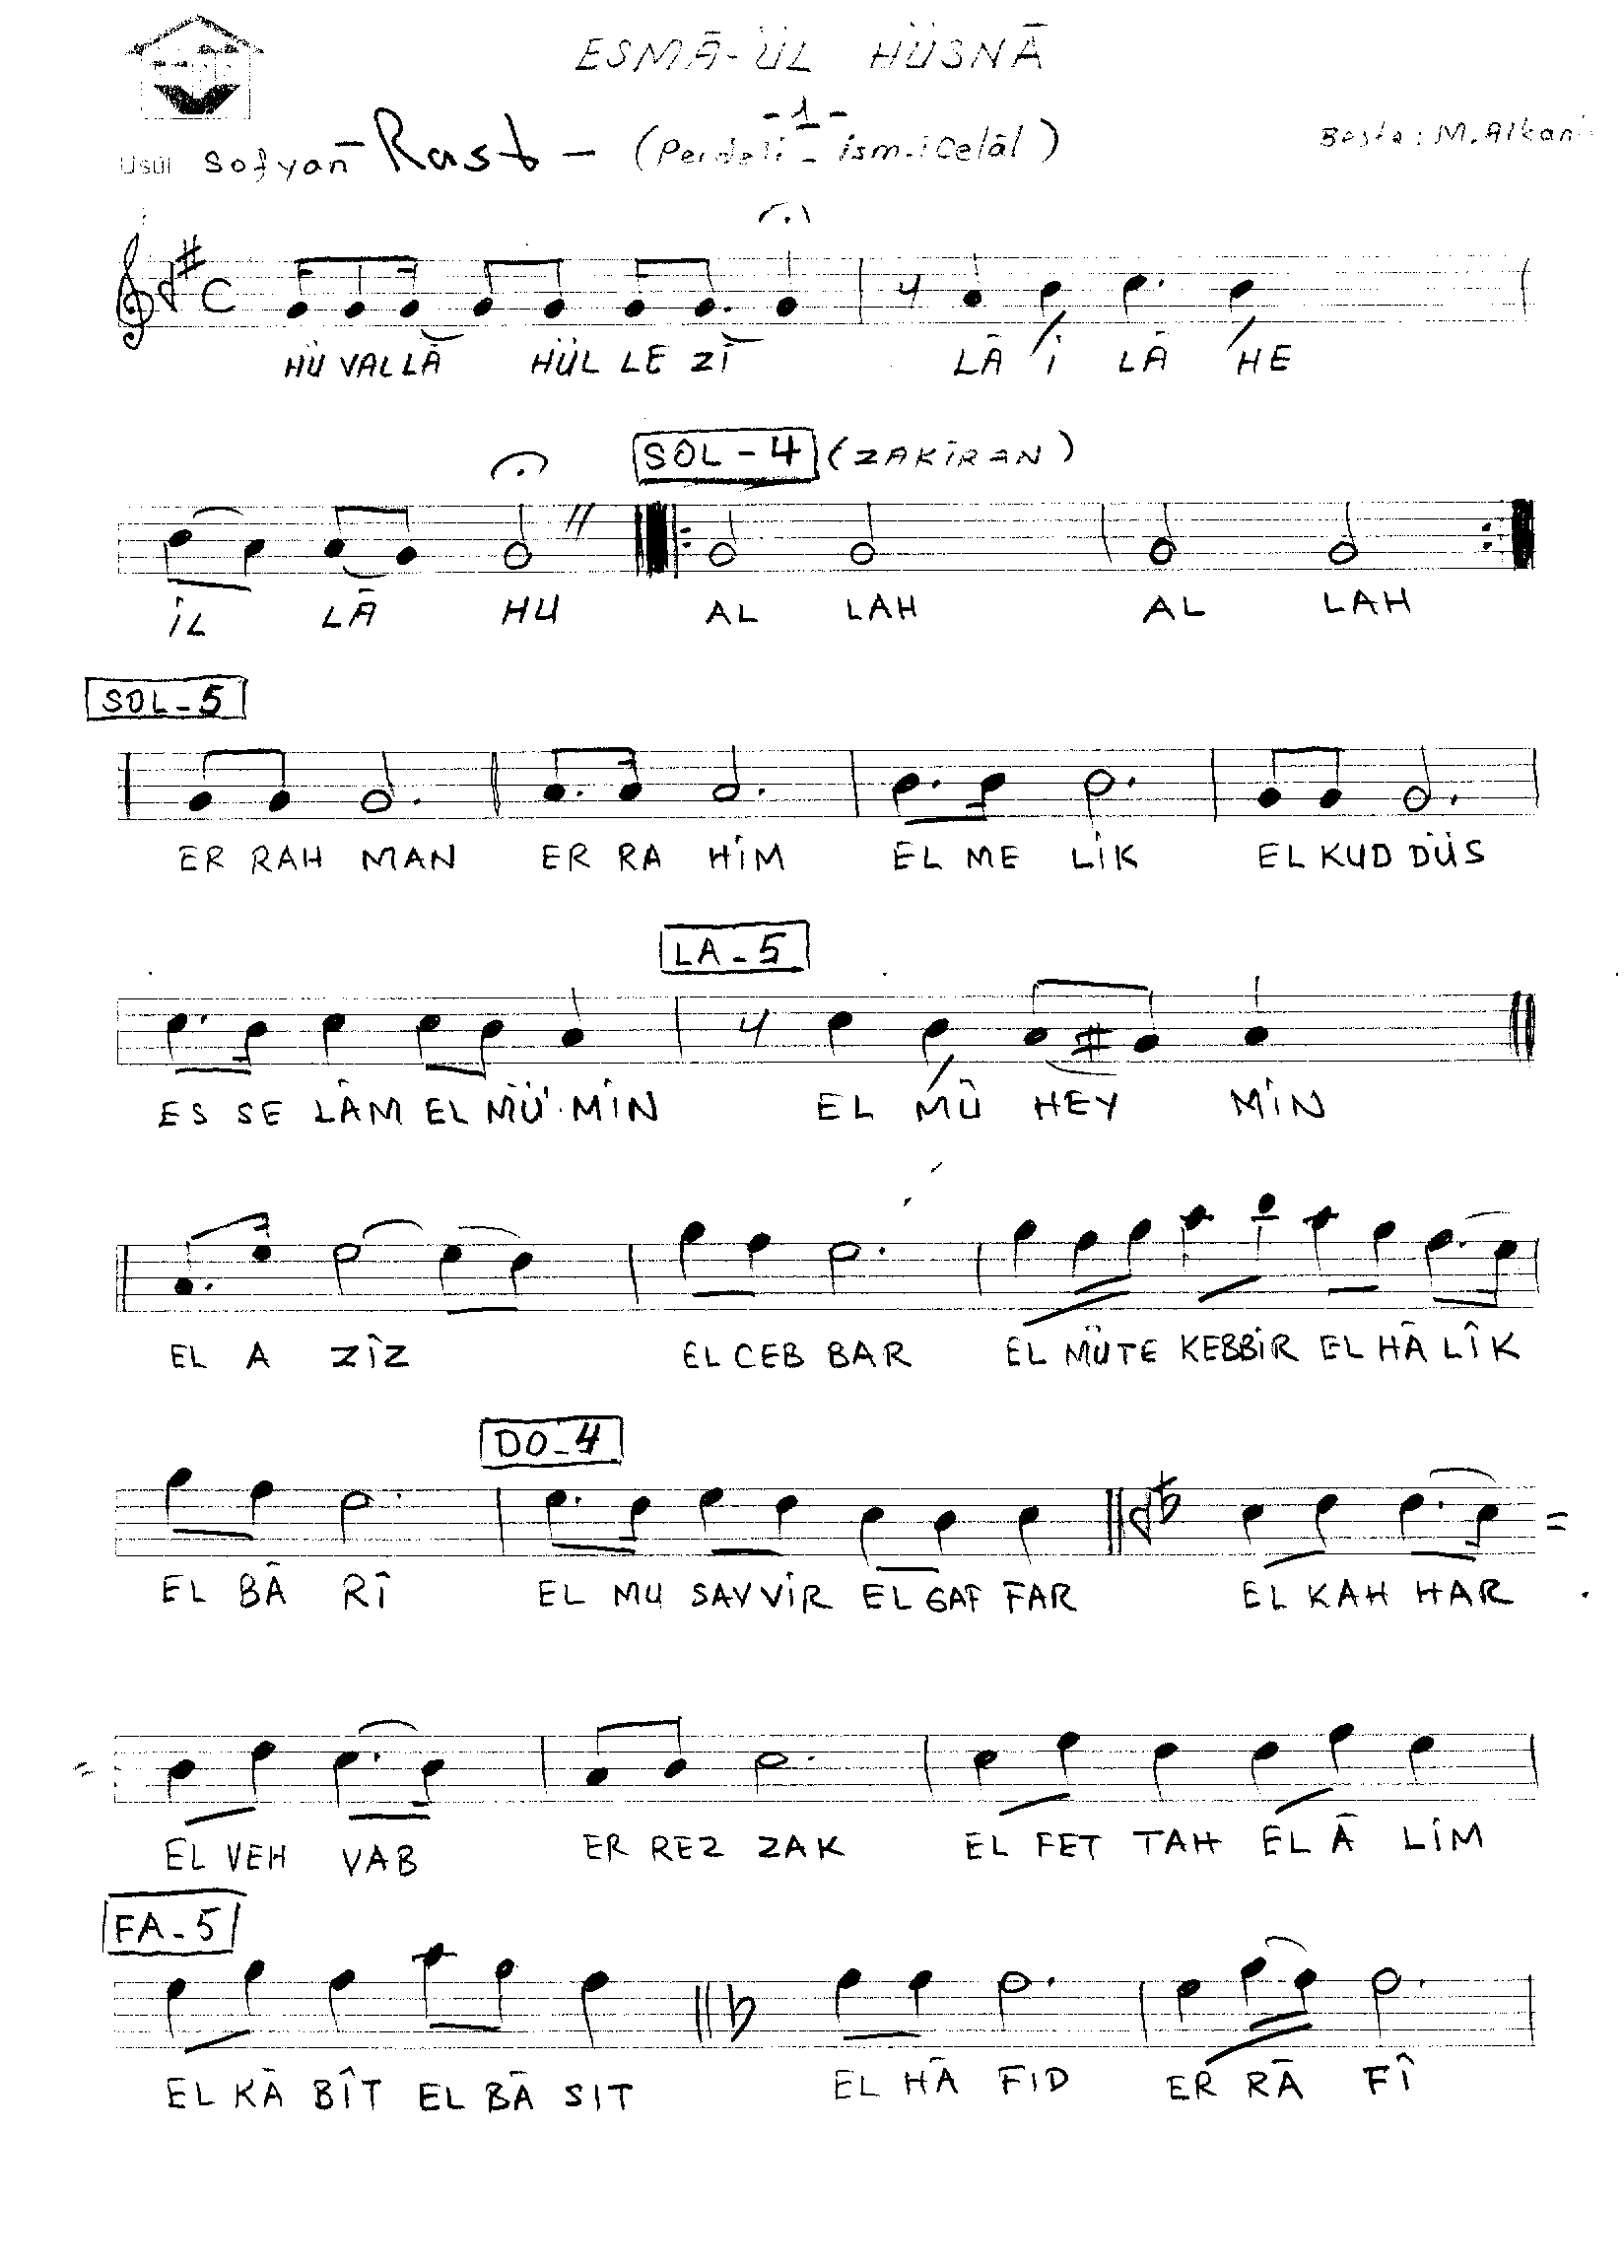 ESMĀ-ÜL HÜSNĀ
-1-
Usül Sofyan Rast - (Perdeli - ism-i Celâl) Beste: M. Alkan
HÜ VAL LĀ HÜL LE ZÎ LĀ İ LĀ HE
İL LĀ HU SOL-4 (ZAKİRAN) AL LAH AL LAH
SOL-5
ER RAH MAN ER RA HİM EL ME LİK EL KUD DÜS
LA-5
ES SE LÂM EL MÜ'MİN EL MÜ HEY MİN
EL A ZÎZ EL CEB BAR EL MÜTE KEBBİR EL HĀ LÎK
DO-4
EL BĀ RÎ EL MU SAVVİR EL GAF FAR EL KAH HAR =
= EL VEH VAB ER REZ ZAK EL FET TAH EL Ā LİM
FA-5
EL KĀ BÎT EL BĀ SIT EL HĀ FID ER RĀ FÎ